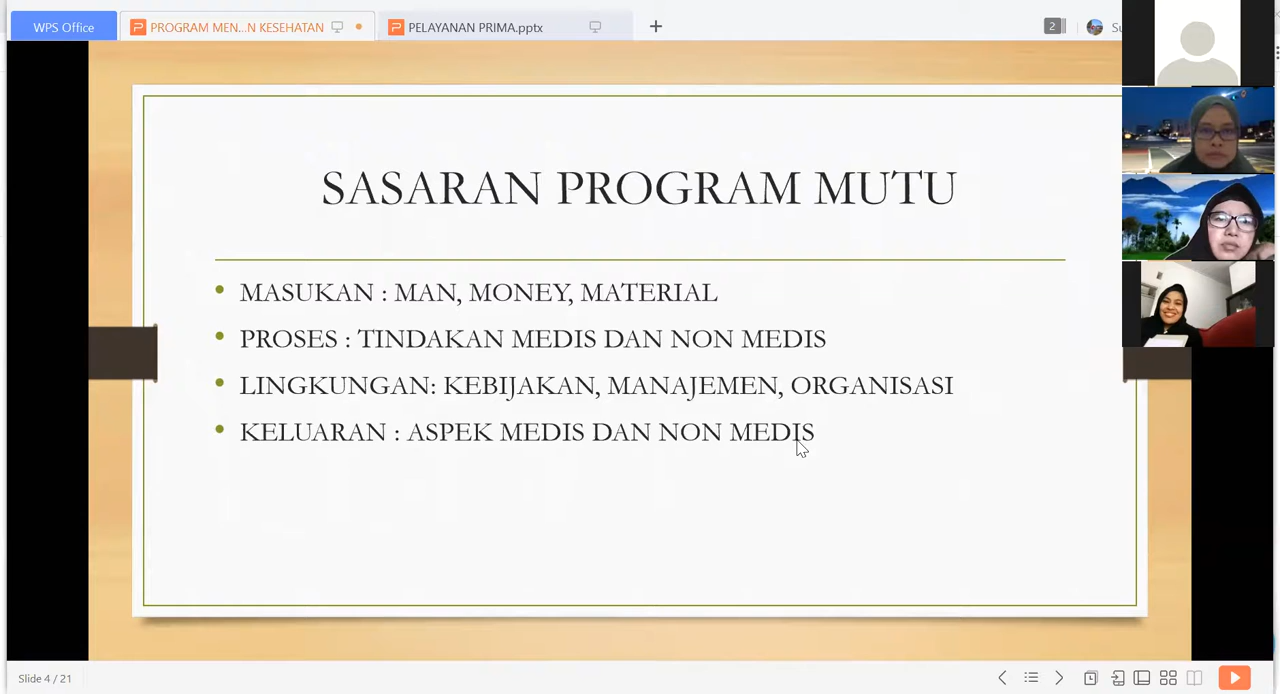 WPS Office
PROGRAM MEN...N KESEHATAN
PELAYANAN PRIMA.pptx
2
SASARAN PROGRAM MUTU
• MASUKAN : MAN, MONEY, MATERIAL
• PROSES : TINDAKAN MEDIS DAN NON MEDIS
• LINGKUNGAN: KEBIJAKAN, MANAJEMEN, ORGANISASI
• KELUARAN : ASPEK MEDIS DAN NON MEDIS
Slide 4 / 21